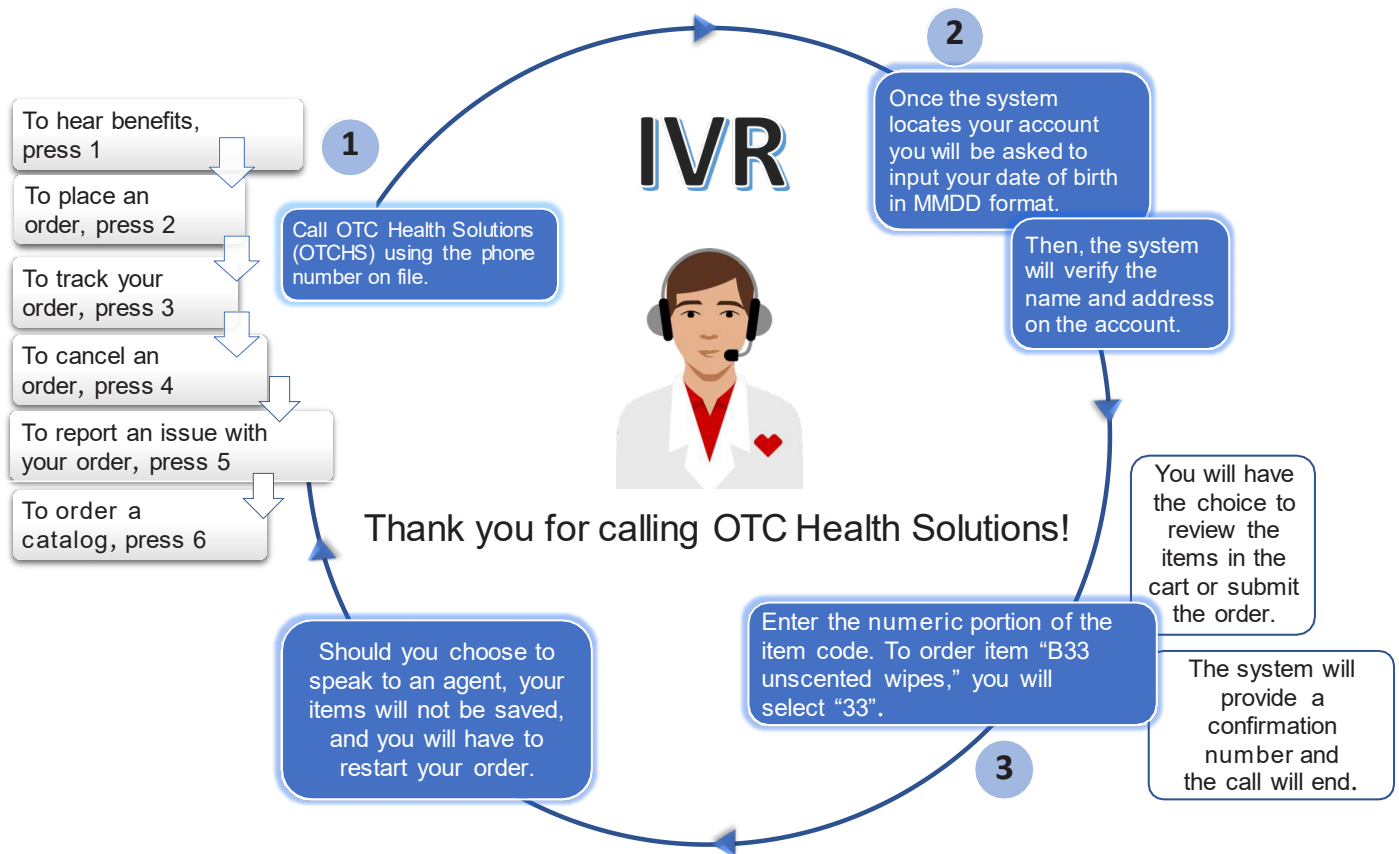 IVR
1
Call OTC Health Solutions
(OTCHS) using the phone
number on file.
2
Once the system
locates your account
you will be asked to
input your date of birth
in MMDD format.
Then, the system
will verify the
name and address
on the account.
To hear benefits,
press 1
To place an
order, press 2
To track your
order, press 3
To cancel an
order, press 4
To report an issue with
your order, press 5
To order a
catalog, press 6
Thank you for calling OTC Health Solutions!
3
Enter the numeric portion of the
item code. To order item “B33
unscented wipes,” you will
select “33”.
You will have
the choice to
review the
items in the
cart or submit
the order.
The system will
provide a
confirmation
number and
the call will end.
Should you choose to
speak to an agent, your
items will not be saved,
and you will have to
restart your order.